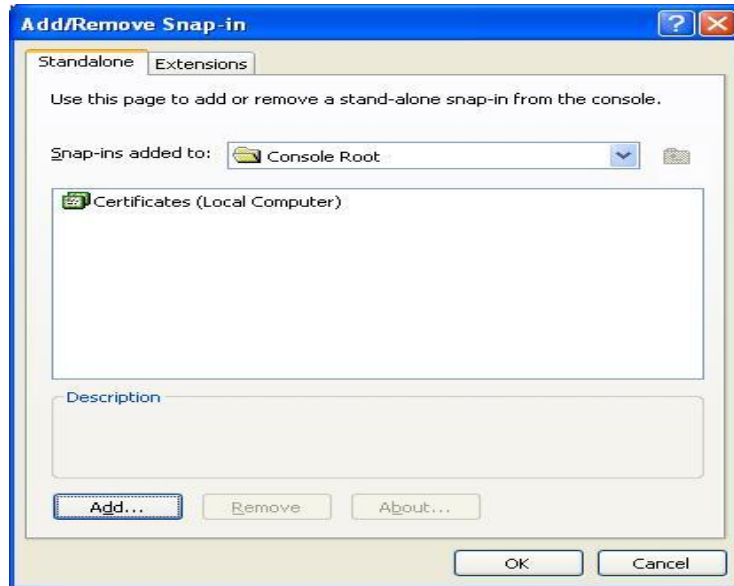 Add/Remove Snap-in
Standalone Extensions
Use this page to add or remove a stand-alone snap-in from the console.
Snap-ins added to: Console Root
Certificates (Local Computer)
Description
Add... Remove About...
OK Cancel